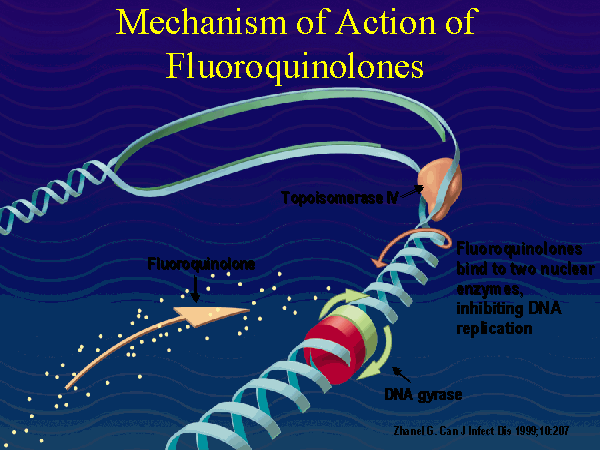 Mechanism of Action of
Fluoroquinolones
Topoisomerase IV
Fluoroquinolone
Fluoroquinolones
bind to two nuclear
enzymes,
inhibiting DNA
replication
DNA gyrase
Zhanel G. Can J Infect Dis 1999;10:207